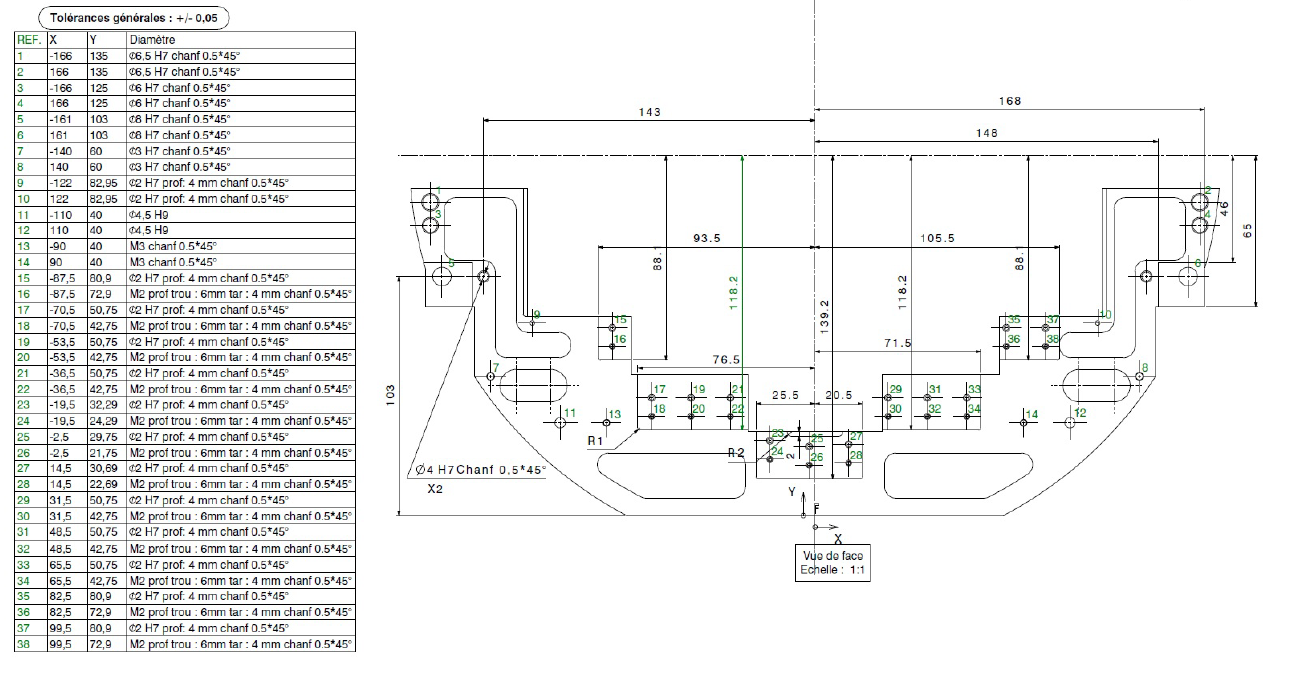 Tolérances générales : +/- 0,05
REF. X Y Diamètre
1 -166 135 ¢6,5 H7 chanf 0.5*45°
2 166 135 ¢6,5 H7 chanf 0.5*45°
3 -166 125 ¢6 H7 chanf 0.5*45°
4 166 125 ¢6 H7 chanf 0.5*45°
5 -161 103 ¢8 H7 chanf 0.5*45°
6 161 103 ¢8 H7 chanf 0.5*45°
7 -140 60 ¢3 H7 chanf 0.5*45°
8 140 60 ¢3 H7 chanf 0.5*45°
9 -122 82,95 ¢2 H7 prof: 4 mm chanf 0.5*45°
10 122 82,95 ¢2 H7 prof: 4 mm chanf 0.5*45°
11 -110 40 ¢4,5 H9
12 110 40 ¢4,5 H9
13 -90 40 M3 chanf 0.5*45°
14 90 40 M3 chanf 0.5*45°
15 -87,5 80,9 ¢2 H7 prof: 4 mm chanf 0.5*45°
16 -87,5 72,9 M2 prof trou : 6mm tar : 4 mm chanf 0.5*45°
17 -70,5 50,75 ¢2 H7 prof: 4 mm chanf 0.5*45°
18 -70,5 42,75 M2 prof trou : 6mm tar : 4 mm chanf 0.5*45°
19 -53,5 50,75 ¢2 H7 prof: 4 mm chanf 0.5*45°
20 -53,5 42,75 M2 prof trou : 6mm tar : 4 mm chanf 0.5*45°
21 -36,5 50,75 ¢2 H7 prof: 4 mm chanf 0.5*45°
22 -36,5 42,75 M2 prof trou : 6mm tar : 4 mm chanf 0.5*45°
23 -19,5 32,29 ¢2 H7 prof: 4 mm chanf 0.5*45°
24 -19,5 24,29 M2 prof trou : 6mm tar : 4 mm chanf 0.5*45°
25 -2,5 29,75 ¢2 H7 prof: 4 mm chanf 0.5*45°
26 -2,5 21,75 M2 prof trou : 6mm tar : 4 mm chanf 0.5*45°
27 14,5 30,69 ¢2 H7 prof: 4 mm chanf 0.5*45°
28 14,5 22,69 M2 prof trou : 6mm tar : 4 mm chanf 0.5*45°
29 31,5 50,75 ¢2 H7 prof: 4 mm chanf 0.5*45°
30 31,5 42,75 M2 prof trou : 6mm tar : 4 mm chanf 0.5*45°
31 48,5 50,75 ¢2 H7 prof: 4 mm chanf 0.5*45°
32 48,5 42,75 M2 prof trou : 6mm tar : 4 mm chanf 0.5*45°
33 65,5 50,75 ¢2 H7 prof: 4 mm chanf 0.5*45°
34 65,5 42,75 M2 prof trou : 6mm tar : 4 mm chanf 0.5*45°
35 82,5 80,9 ¢2 H7 prof: 4 mm chanf 0.5*45°
36 82,5 72,9 M2 prof trou : 6mm tar : 4 mm chanf 0.5*45°
37 99,5 80,9 ¢2 H7 prof: 4 mm chanf 0.5*45°
38 99,5 72,9 M2 prof trou : 6mm tar : 4 mm chanf 0.5*45°
168
143
148
1
2
3
4
46
65
93.5
105.5
88.1
88.1
5
6
118.2
139.2
118.2
9
10
15
16
35
37
36
38
71.5
76.5
7
8
103
17 19 21
18 20 22
25.5
20.5
29 31 33
30 32 34
11
13
14
12
R1
R2
2
23
24
25
26
27
28
Ø4 H7Chanf 0,5*45°
X2
Y
F
X
Vue de face
Echelle : 1:1